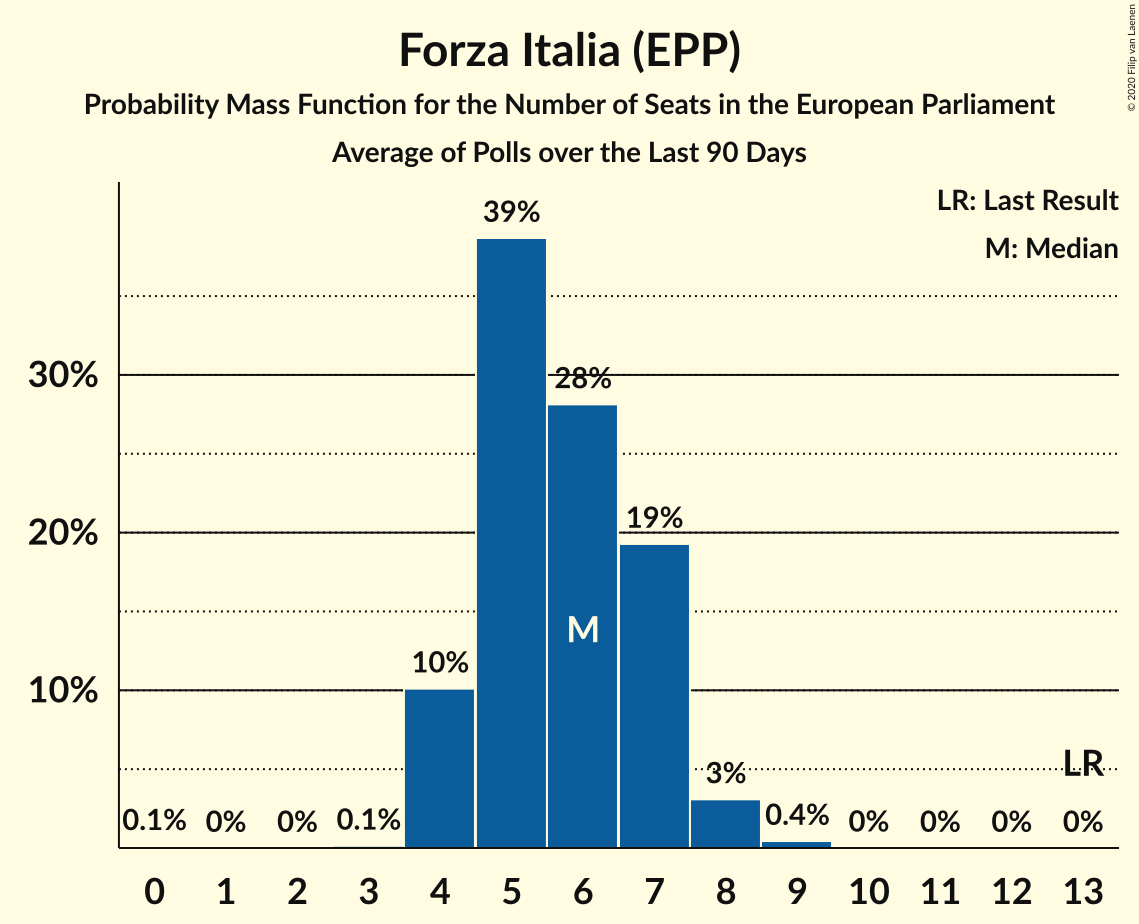 Forza Italia (EPP)
Probability Mass Function for the Number of Seats in the European Parliament
Average of Polls over the Last 90 Days
© 2020 Filip van Laenen
LR: Last Result
M: Median
39%
30%
28%
20%
19%
M
10%
10%
LR
3%
0.1% 0% 0% 0.1% 0.4% 0% 0% 0% 0%
0 1 2 3 4 5 6 7 8 9 10 11 12 13